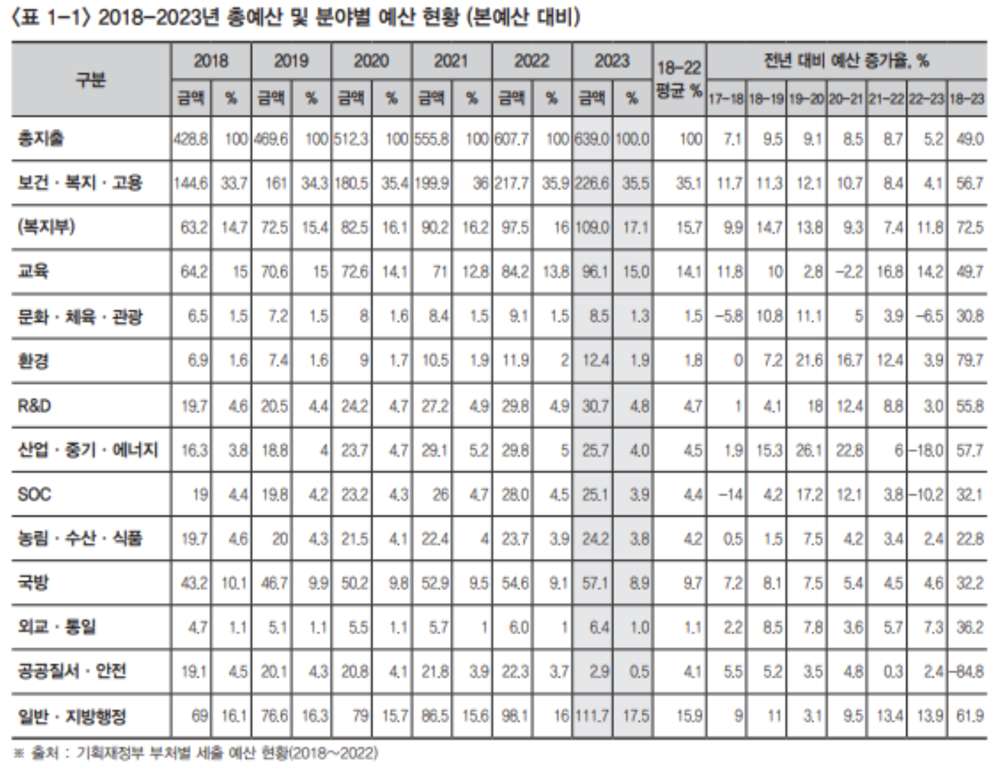 〈표 1-1〉 2018-2023년 총예산 및 분야별 예산 현황 (본예산 대비)
구분 2018 2019 2020 2021 2022 2023 18-22 평균 % 전년 대비 예산 증가율, %
금액 % 금액 % 금액 % 금액 % 금액 % 금액 % 17-18 18-19 19-20 20-21 21-22 22-23 18-23
총지출 428.8 100 469.6 100 512.3 100 555.8 100 607.7 100 639.0 100.0 100 7.1 9.5 9.1 8.5 8.7 5.2 49.0
보건 · 복지 · 고용 144.6 33.7 161 34.3 180.5 35.4 199.9 36 217.7 35.9 226.6 35.5 35.1 11.7 11.3 12.1 10.7 8.4 4.1 56.7
(복지부) 63.2 14.7 72.5 15.4 82.5 16.1 90.2 16.2 97.5 16 109.0 17.1 15.7 9.9 14.7 13.8 9.3 7.4 11.8 72.5
교육 64.2 15 70.6 15 72.6 14.1 71 12.8 84.2 13.8 96.1 15.0 14.1 11.8 10 2.8 -2.2 16.8 14.2 49.7
문화 · 체육 · 관광 6.5 1.5 7.2 1.5 8 1.6 8.4 1.5 9.1 1.5 8.5 1.3 1.5 -5.8 10.8 11.1 5 3.9 -6.5 30.8
환경 6.9 1.6 7.4 1.6 9 1.7 10.5 1.9 11.9 2 12.4 1.9 1.8 0 7.2 21.6 16.7 12.4 3.9 79.7
R&D 19.7 4.6 20.5 4.4 24.2 4.7 27.2 4.9 29.8 4.9 30.7 4.8 4.7 1 4.1 18 12.4 8.8 3.0 55.8
산업 · 중기 · 에너지 16.3 3.8 18.8 4 23.7 4.7 29.1 5.2 29.8 5 25.7 4.0 4.5 1.9 15.3 26.1 22.8 6 -18.0 57.7
SOC 19 4.4 19.8 4.2 23.2 4.3 26 4.7 28.0 4.5 25.1 3.9 4.4 -14 4.2 17.2 12.1 3.8 -10.2 32.1
농림 · 수산 · 식품 19.7 4.6 20 4.3 21.5 4.1 22.4 4 23.7 3.9 24.2 3.8 4.2 0.5 1.5 7.5 4.2 3.4 2.4 22.8
국방 43.2 10.1 46.7 9.9 50.2 9.8 52.9 9.5 54.6 9.1 57.1 8.9 9.7 7.2 8.1 7.5 5.4 4.5 4.6 32.2
외교 · 통일 4.7 1.1 5.1 1.1 5.5 1.1 5.7 1 6.0 1 6.4 1.0 1.1 2.2 8.5 7.8 3.6 5.7 7.3 36.2
공공질서 · 안전 19.1 4.5 20.1 4.3 20.8 4.1 21.8 3.9 22.3 3.7 2.9 0.5 4.1 5.5 5.2 3.5 4.8 0.3 2.4 -84.8
일반 · 지방행정 69 16.1 76.6 16.3 79 15.7 86.5 15.6 98.1 16 111.7 17.5 15.9 9 11 3.1 9.5 13.4 13.9 61.9
※ 출처 : 기획재정부 부처별 세출 예산 현황(2018~2022)